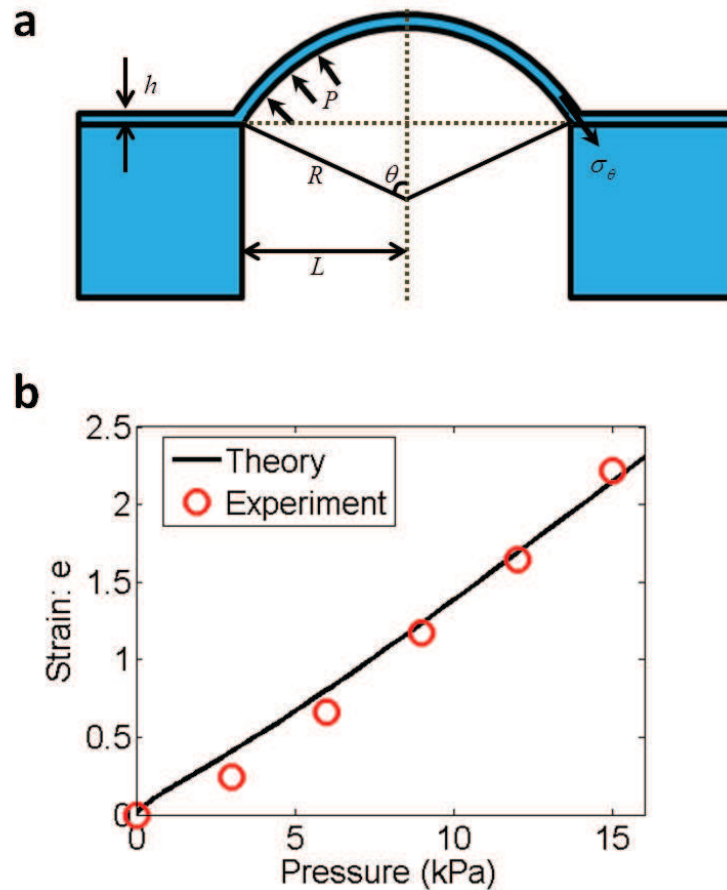 a
h
P
R
θ
σ_θ
L
b
2.5
2
1.5
1
0.5
0
Strain: e
Theory
Experiment
0 5 10 15
Pressure (kPa)